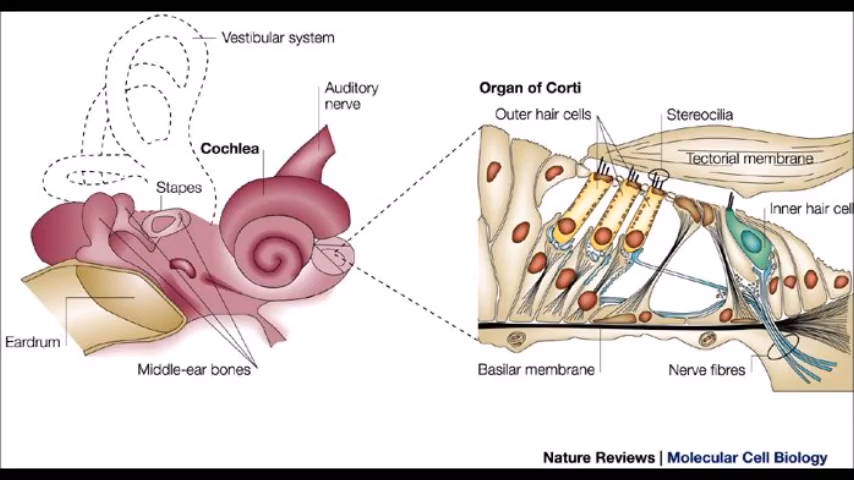 Vestibular system
Auditory
nerve
Cochlea
Stapes
Eardrum
Middle-ear bones
Organ of Corti
Outer hair cells
Stereocilia
Tectorial membrane
Inner hair cell
Basilar membrane
Nerve fibres
Nature Reviews | Molecular Cell Biology